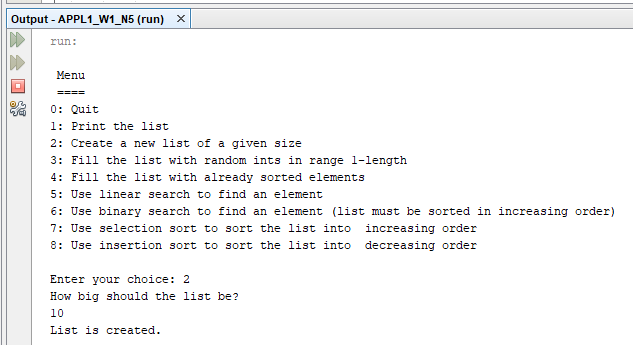 Output - APPL1_W1_N5 (run) ×
run:
Menu
====
0: Quit
1: Print the list
2: Create a new list of a given size
3: Fill the list with random ints in range 1-length
4: Fill the list with already sorted elements
5: Use linear search to find an element
6: Use binary search to find an element (list must be sorted in increasing order)
7: Use selection sort to sort the list into  increasing order
8: Use insertion sort to sort the list into  decreasing order
Enter your choice: 2
How big should the list be?
10
List is created.